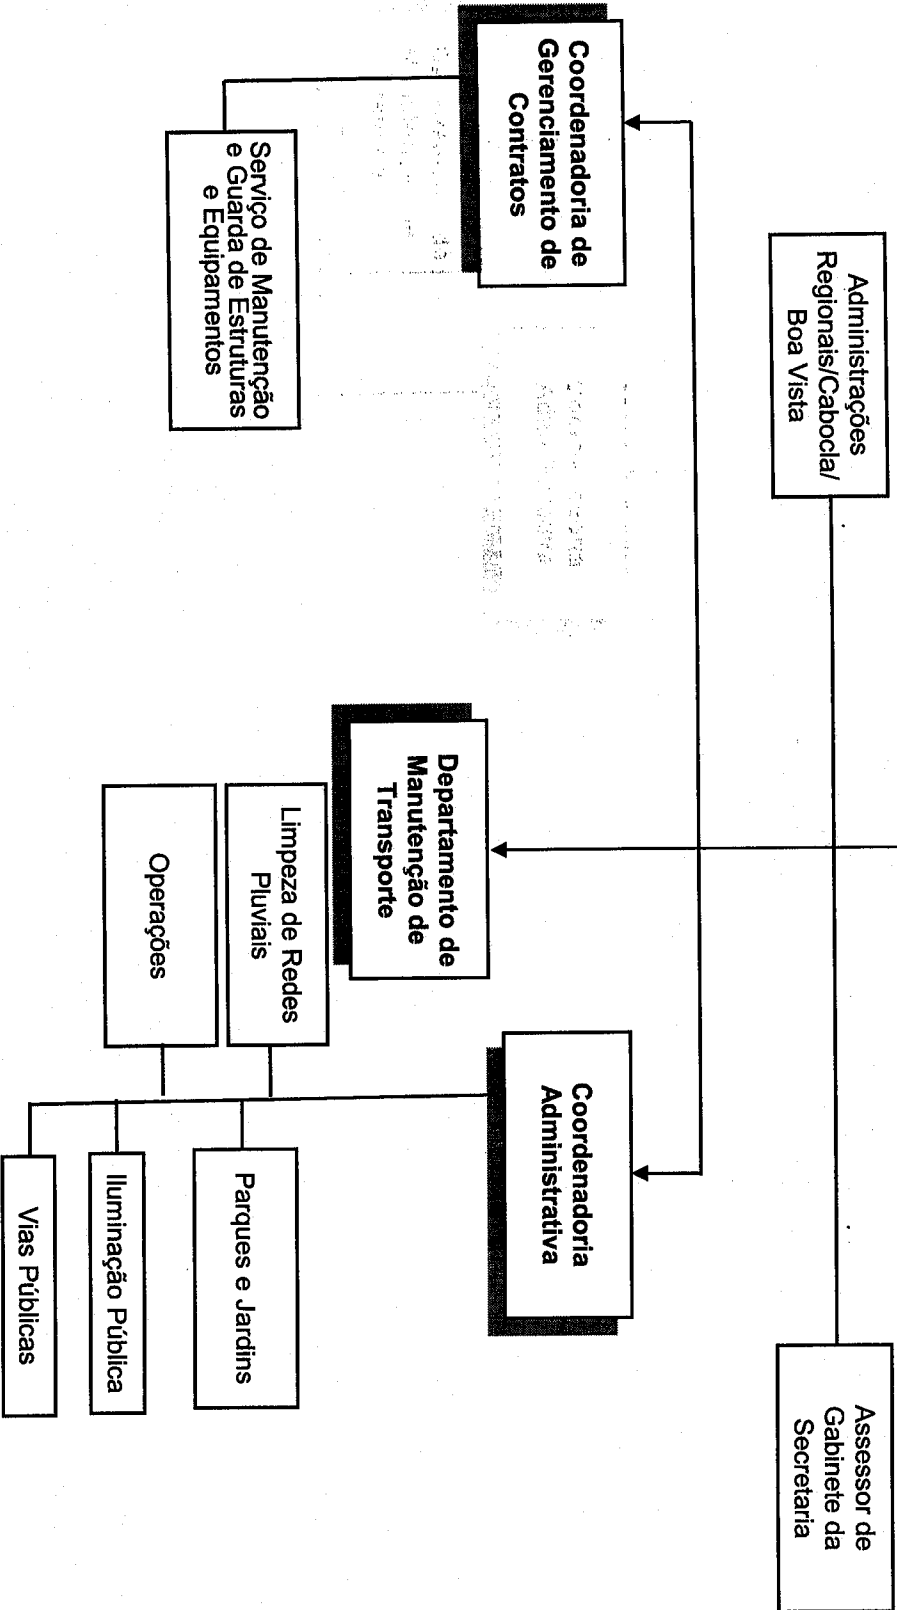 Administrações
Regionais/Cabocla/
Boa Vista
Assessor de
Gabinete da
Secretaria
Coordenadoria de
Gerenciamento de
Contratos
Coordenadoria
Administrativa
Departamento de
Manutenção de
Transporte
Serviço de Manutenção
e Guarda de Estruturas
e Equipamentos
Limpeza de Redes
Pluviais
Parques e Jardins
Operações
Iluminação Pública
Vias Públicas